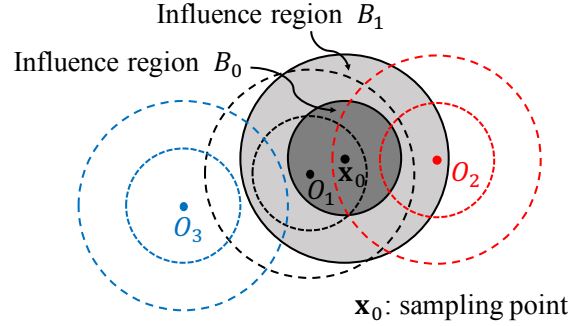 Influence region B₁
Influence region B₀
O₁
x₀
O₂
O₃
x₀: sampling point